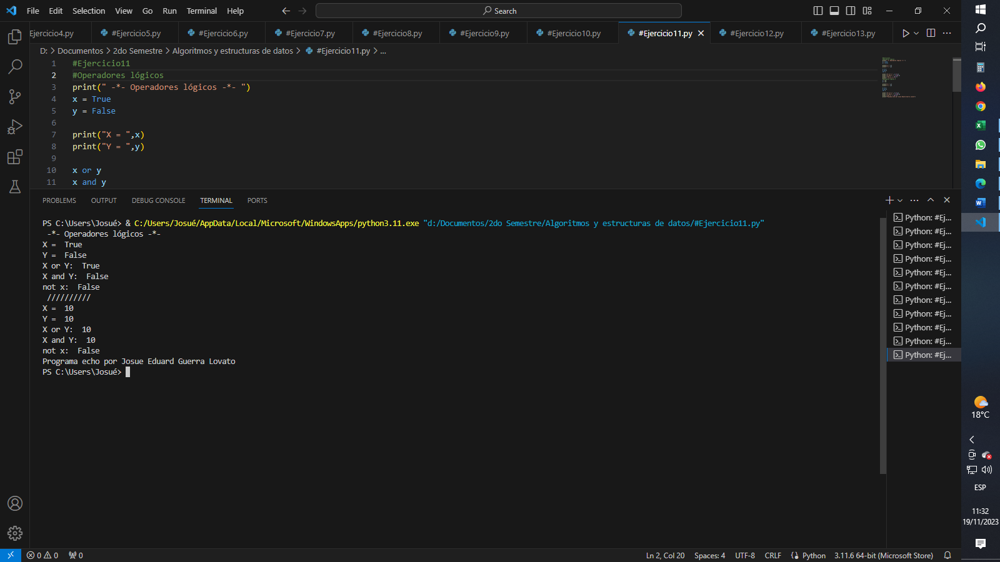 File Edit Selection View Go Run Terminal Help Search
Ejercicio4.py #Ejercicio5.py #Ejercicio6.py #Ejercicio7.py #Ejercicio8.py #Ejercicio9.py #Ejercicio10.py #Ejercicio11.py #Ejercicio12.py #Ejercicio13.py
D: > Documentos > 2do Semestre > Algoritmos y estructuras de datos > #Ejercicio11.py > ...
1 #Ejercicio11
2 #Operadores lógicos
3 print(" -*- Operadores lógicos -*- ")
4 x = True
5 y = False
6
7 print("X = ",x)
8 print("Y = ",y)
9
10 x or y
11 x and y
PROBLEMS OUTPUT DEBUG CONSOLE TERMINAL PORTS
PS C:\Users\Josué> & C:/Users/Josué/AppData/Local/Microsoft/WindowsApps/python3.11.exe "d:/Documentos/2do Semestre/Algoritmos y estructuras de datos/#Ejercicio11.py"
-*- Operadores lógicos -*-
X =  True
Y =  False
X or Y:  True
X and Y:  False
not x:  False
//////////
X =  10
Y =  10
X or Y:  10
X and Y:  10
not x:  False
Programa echo por Josue Eduard Guerra Lovato
PS C:\Users\Josué>
Python: #Ej...
Python: #Ej...
Python: #Ej...
Python: #Ej...
Python: #Ej...
Python: #Ej...
Python: #Ej...
Python: #Ej...
Python: #Ej...
Python: #Ej...
Python: #Ej...
18°C
ESP
11:32
19/11/2023
0 0 0 Ln 2, Col 20 Spaces: 4 UTF-8 CRLF Python 3.11.6 64-bit (Microsoft Store)